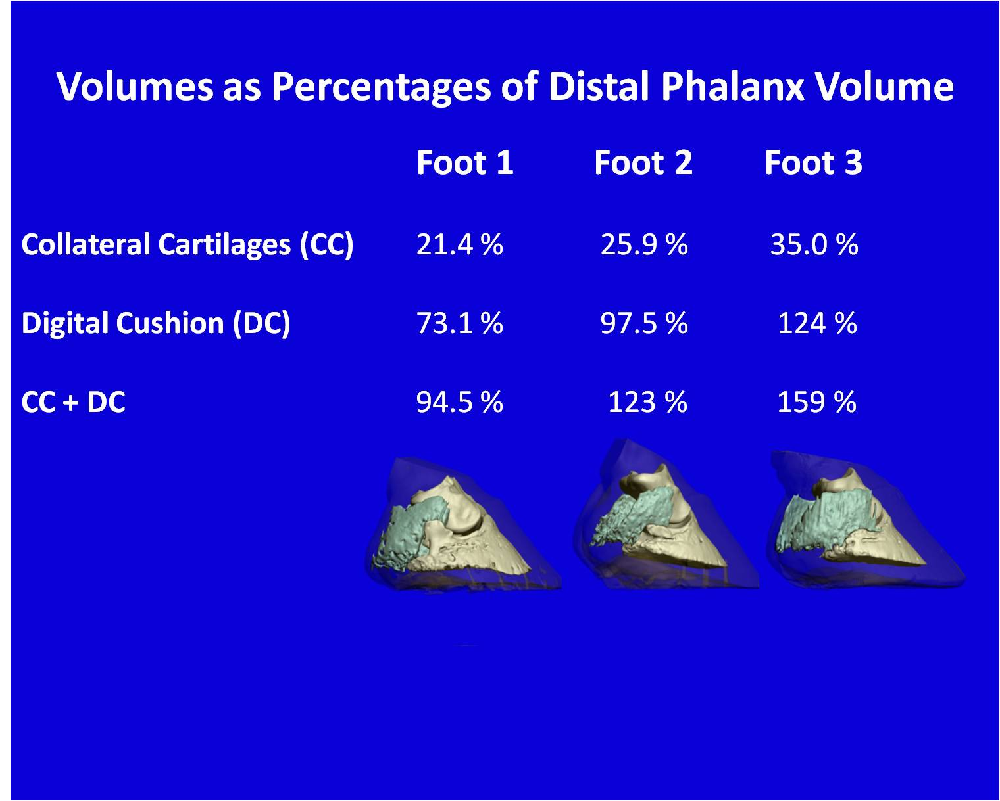 Volumes as Percentages of Distal Phalanx Volume
Foot 1 Foot 2 Foot 3
Collateral Cartilages (CC) 21.4 % 25.9 % 35.0 %
Digital Cushion (DC) 73.1 % 97.5 % 124 %
CC + DC 94.5 % 123 % 159 %